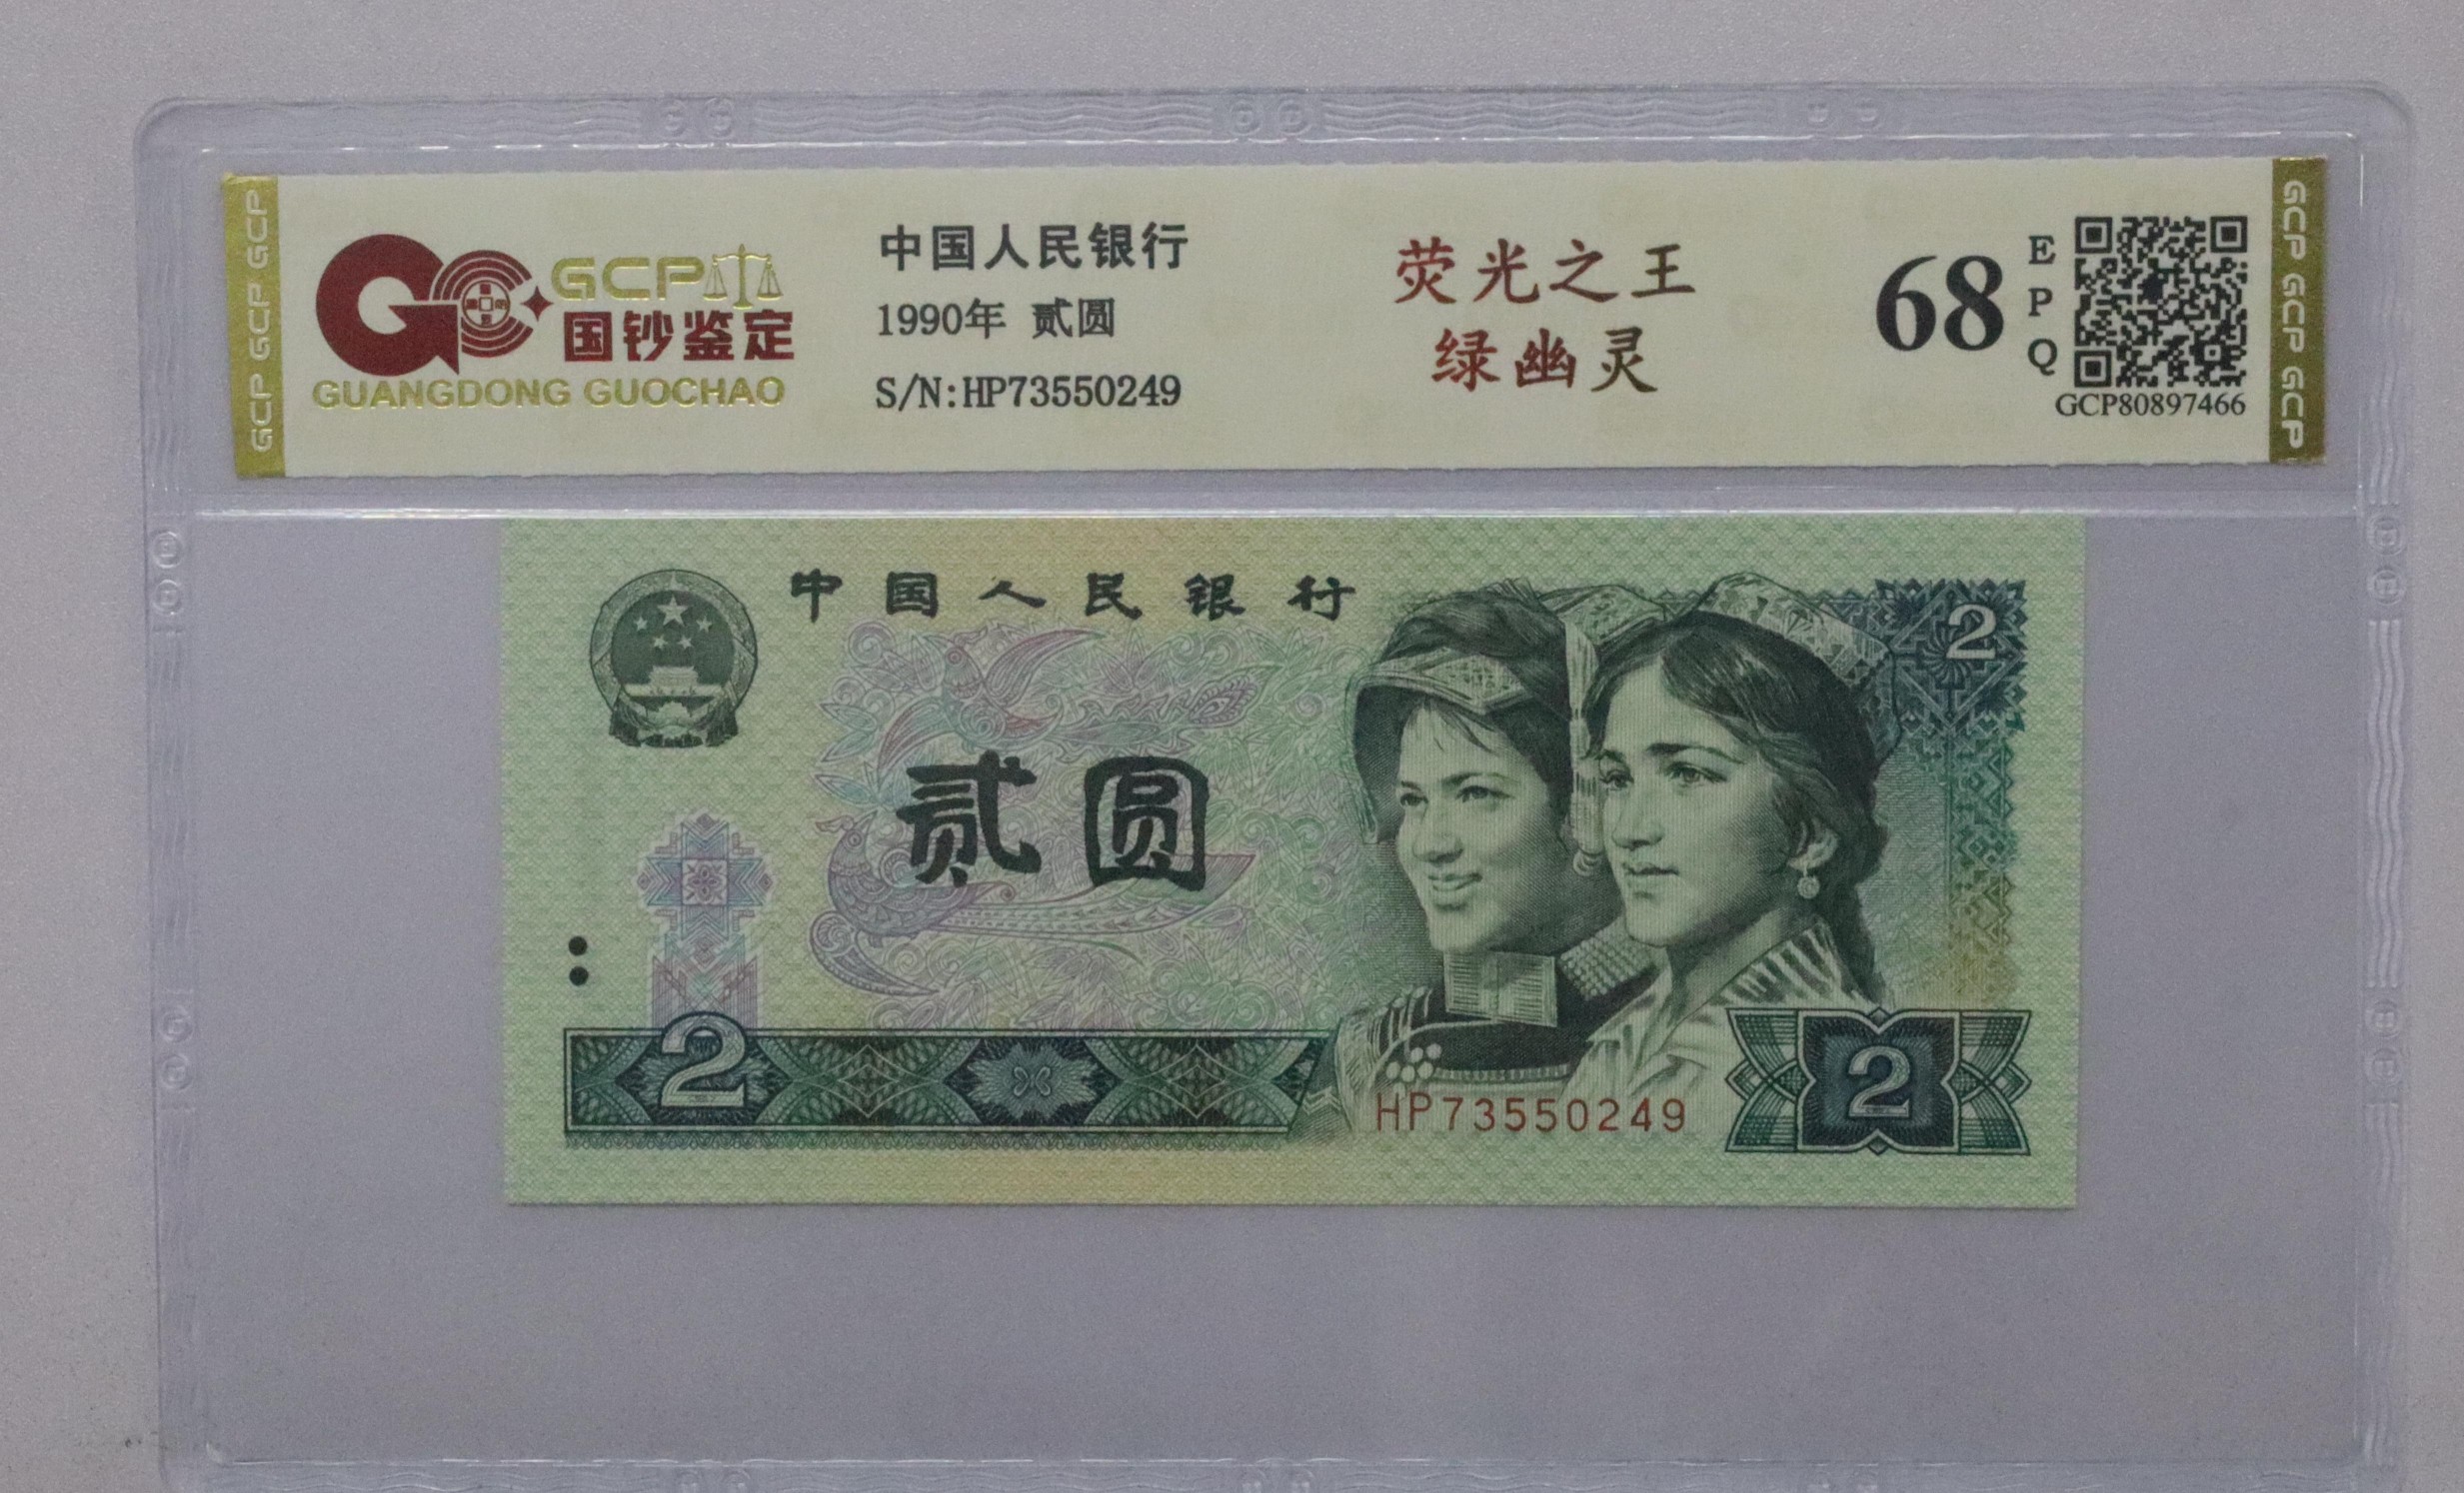 GCP GCP GCP
GCP
国钞鉴定
GUANGDONG GUOCHAO
中国人民银行
1990年 贰圆
S/N:HP73550249
荧光之王
绿幽灵
68
E
P
Q
GCP80897466
GCP GCP GCP
中国人民银行
2
贰圆
2
HP73550249
2